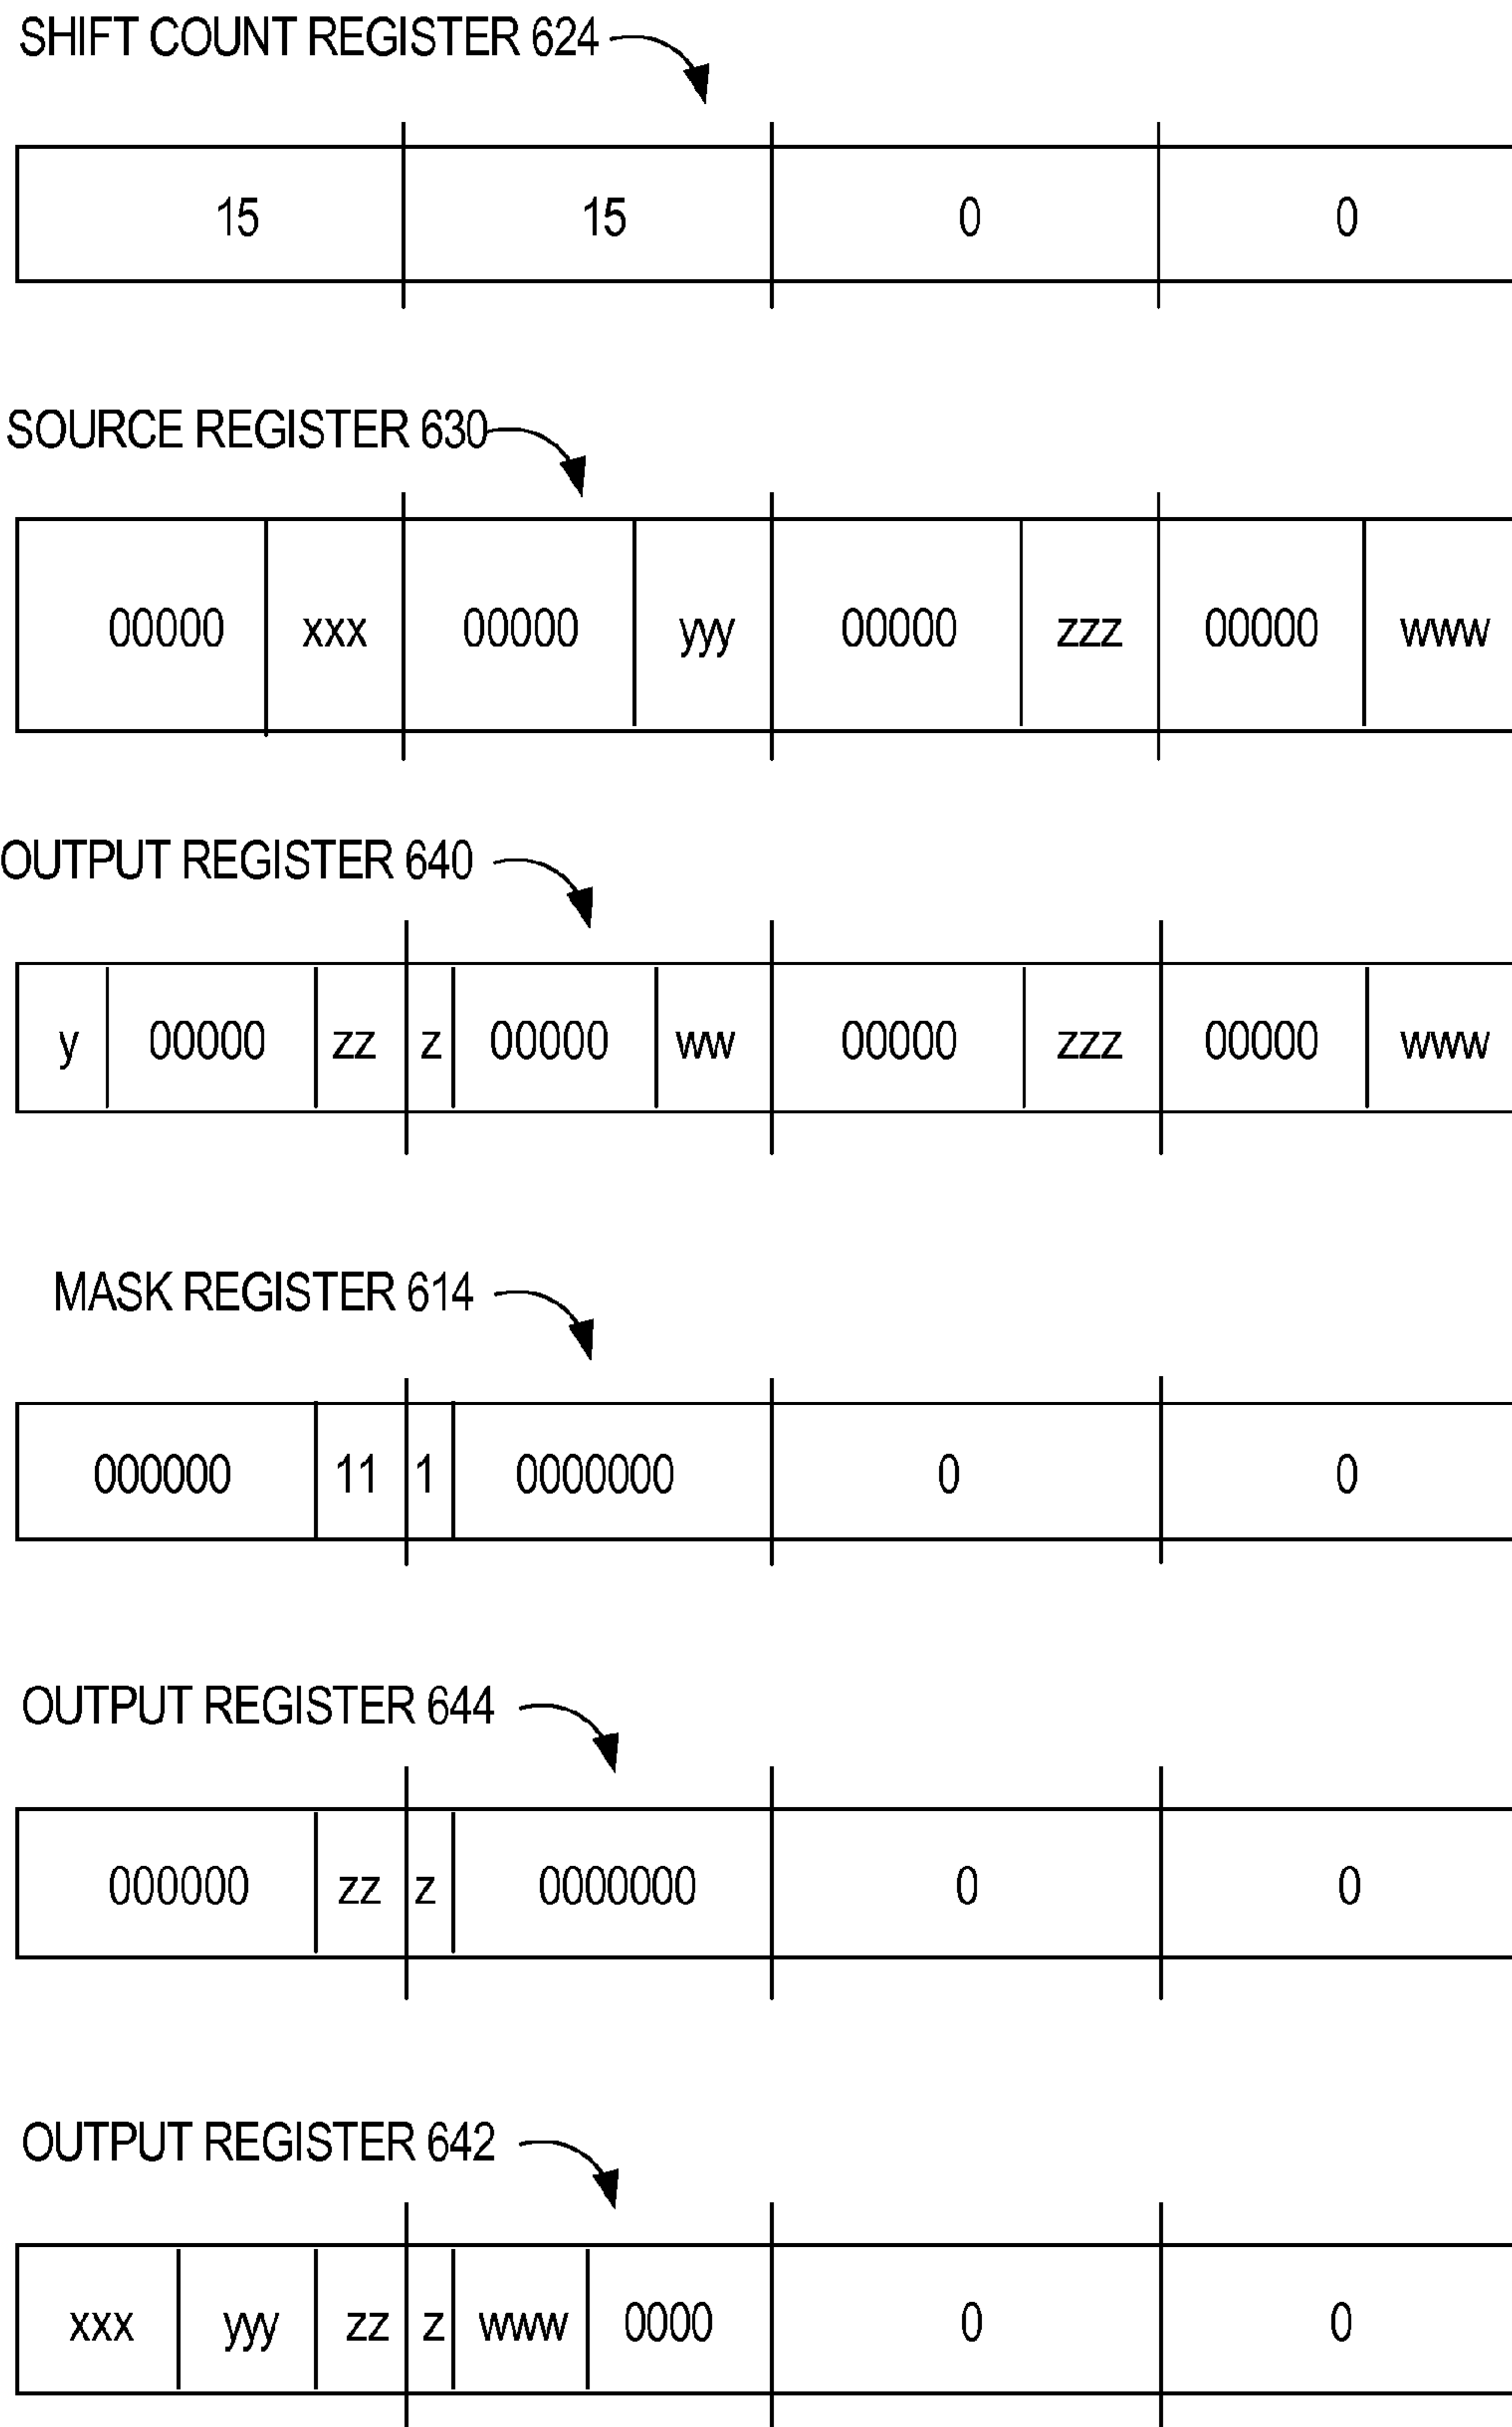 SHIFT COUNT REGISTER 624
15 15 0 0
SOURCE REGISTER 630
00000 xxx 00000 yyy 00000 zzz 00000 www
OUTPUT REGISTER 640
y 00000 zz z 00000 ww 00000 zzz 00000 www
MASK REGISTER 614
000000 11 1 0000000 0 0
OUTPUT REGISTER 644
000000 zz z 0000000 0 0
OUTPUT REGISTER 642
xxx yyy zz z www 0000 0 0